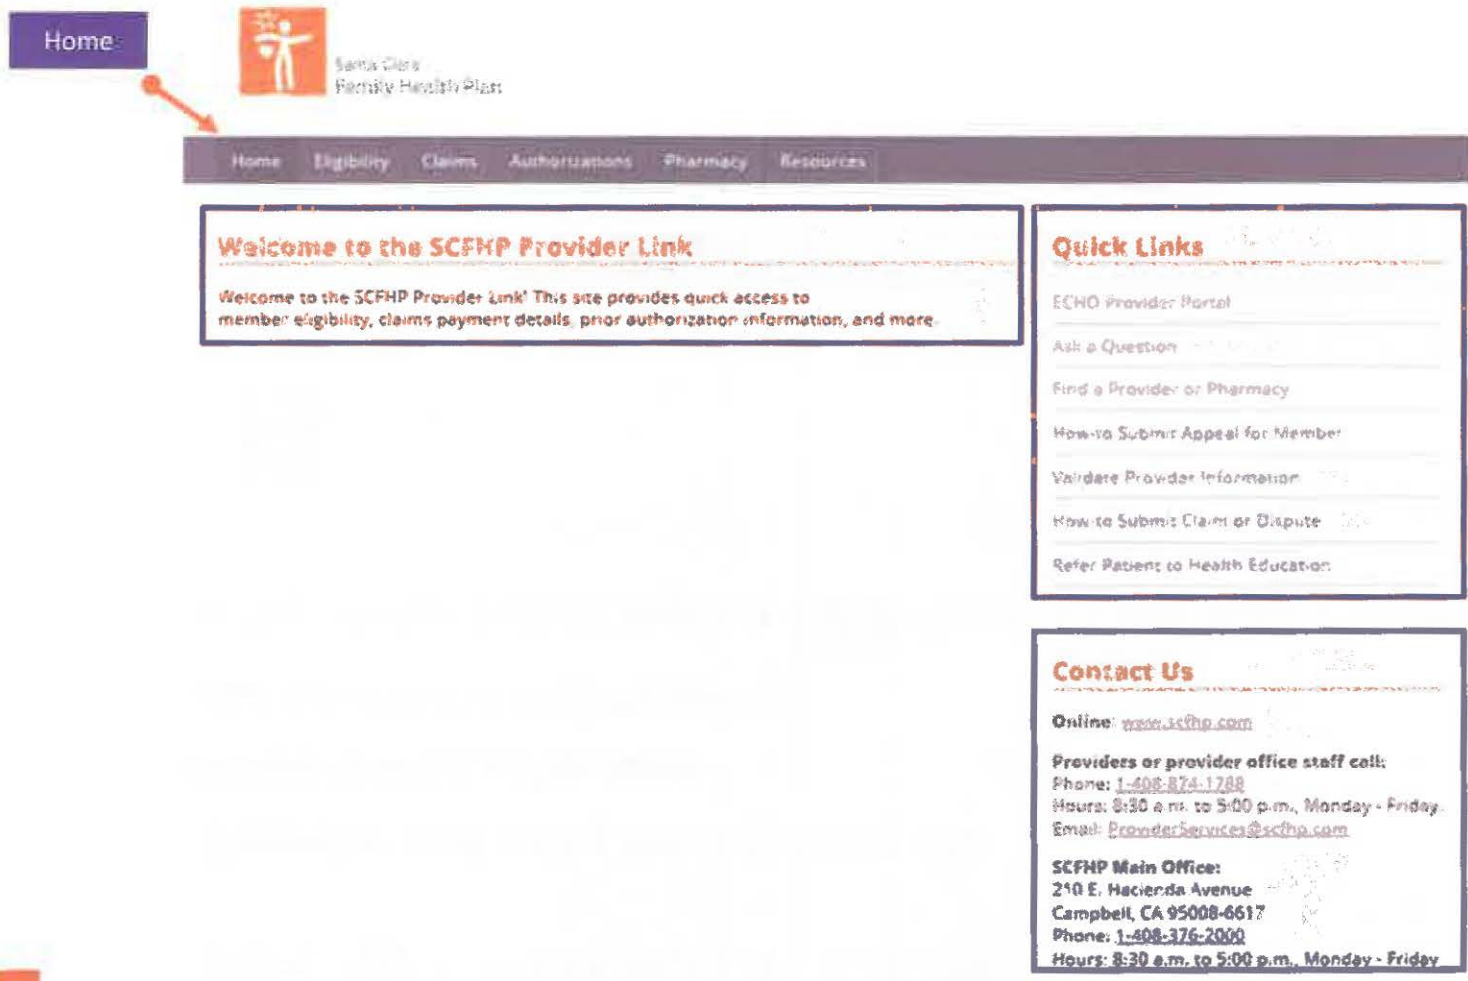 Home
Santa Clara
Family Health Plan
Home Eligibility Claims Authorizations Pharmacy Resources
Welcome to the SCFHP Provider Link
Welcome to the SCFHP Provider Link! This site provides quick access to
member eligibility, claims payment details, prior authorization information, and more.
Quick Links
ECHO Provider Portal
Ask a Question
Find a Provider or Pharmacy
How-to Submit Appeal for Member
Validate Provider Information
How-to Submit Claim or Dispute
Refer Patient to Health Education
Contact Us
Online: www.scfhp.com
Providers or provider office staff call:
Phone: 1-408-874-1788
Hours: 8:30 a.m. to 5:00 p.m., Monday - Friday
Email: ProviderServices@scfhp.com
SCFHP Main Office:
210 E. Hacienda Avenue
Campbell, CA 95008-6617
Phone: 1-408-376-2000
Hours: 8:30 a.m. to 5:00 p.m., Monday - Friday